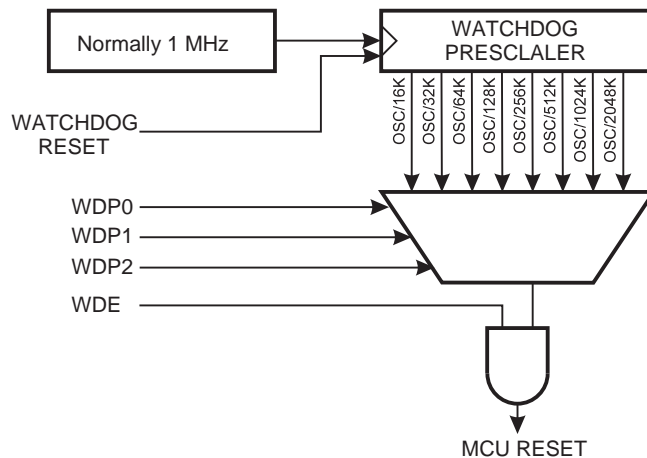 Normally 1 MHz
WATCHDOG
PRESCLALER
OSC/16K
OSC/32K
OSC/64K
OSC/128K
OSC/256K
OSC/512K
OSC/1024K
OSC/2048K
WATCHDOG
RESET
WDP0
WDP1
WDP2
WDE
MCU RESET